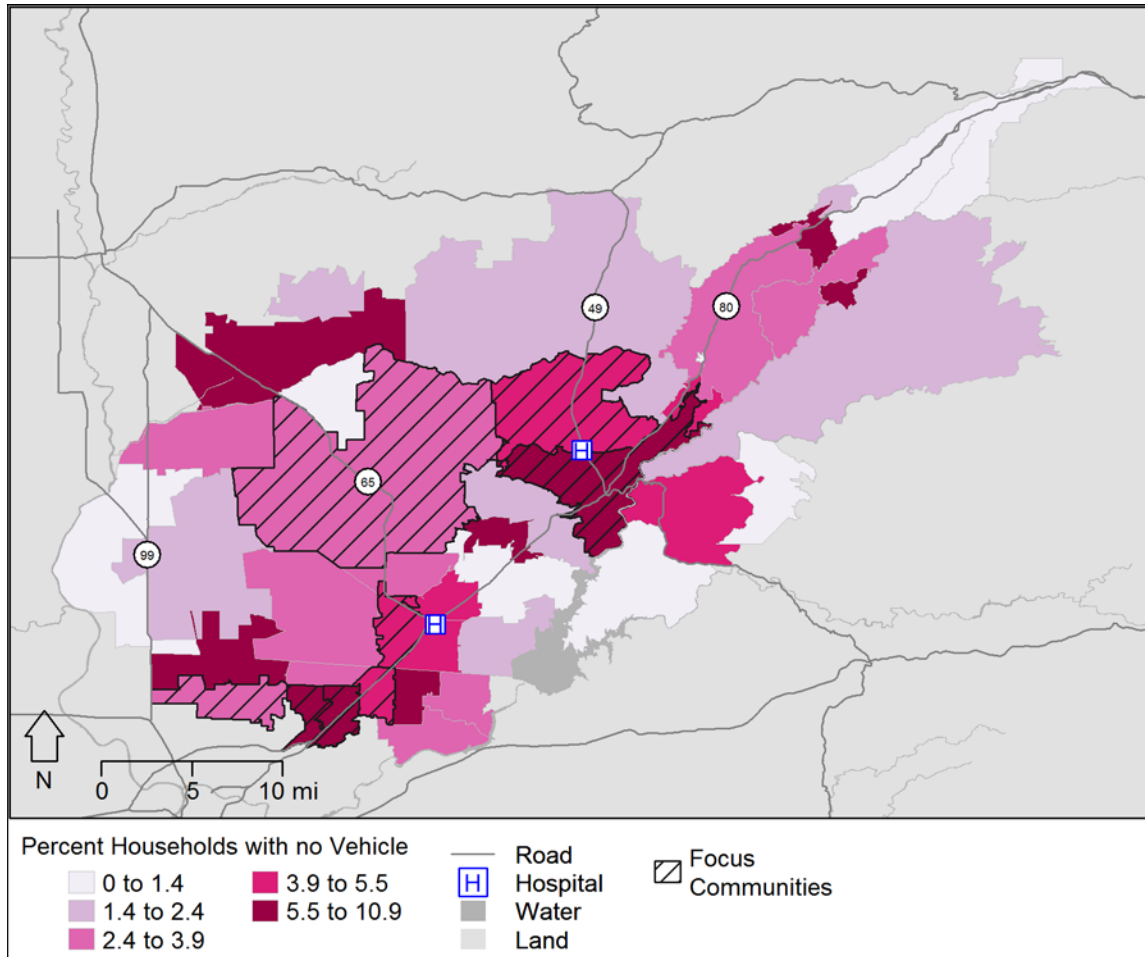 49
80
65
99
H
H
N
0 5 10 mi
Percent Households with no Vehicle
0 to 1.4
1.4 to 2.4
2.4 to 3.9
3.9 to 5.5
5.5 to 10.9
Road
Hospital
H
Water
Land
Focus
Communities